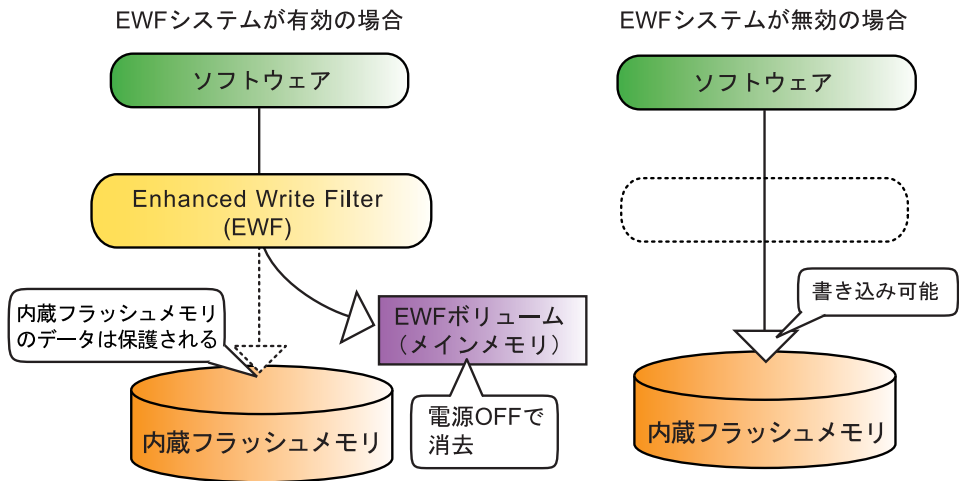 EWFシステムが有効の場合
ソフトウェア
Enhanced Write Filter
(EWF)
内蔵フラッシュメモリ
のデータは保護される
EWFボリューム
（メインメモリ）
電源OFFで
消去
内蔵フラッシュメモリ
EWFシステムが無効の場合
ソフトウェア
書き込み可能
内蔵フラッシュメモリ